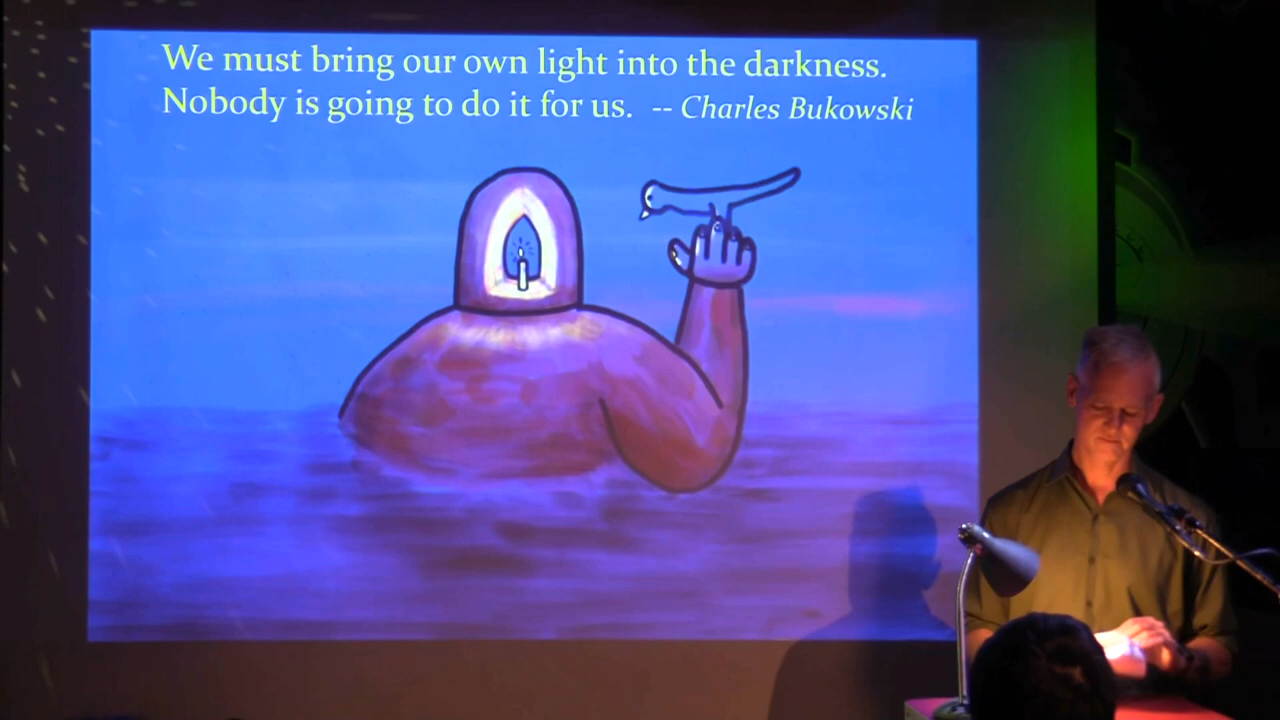 We must bring our own light into the darkness.
Nobody is going to do it for us. -- Charles Bukowski